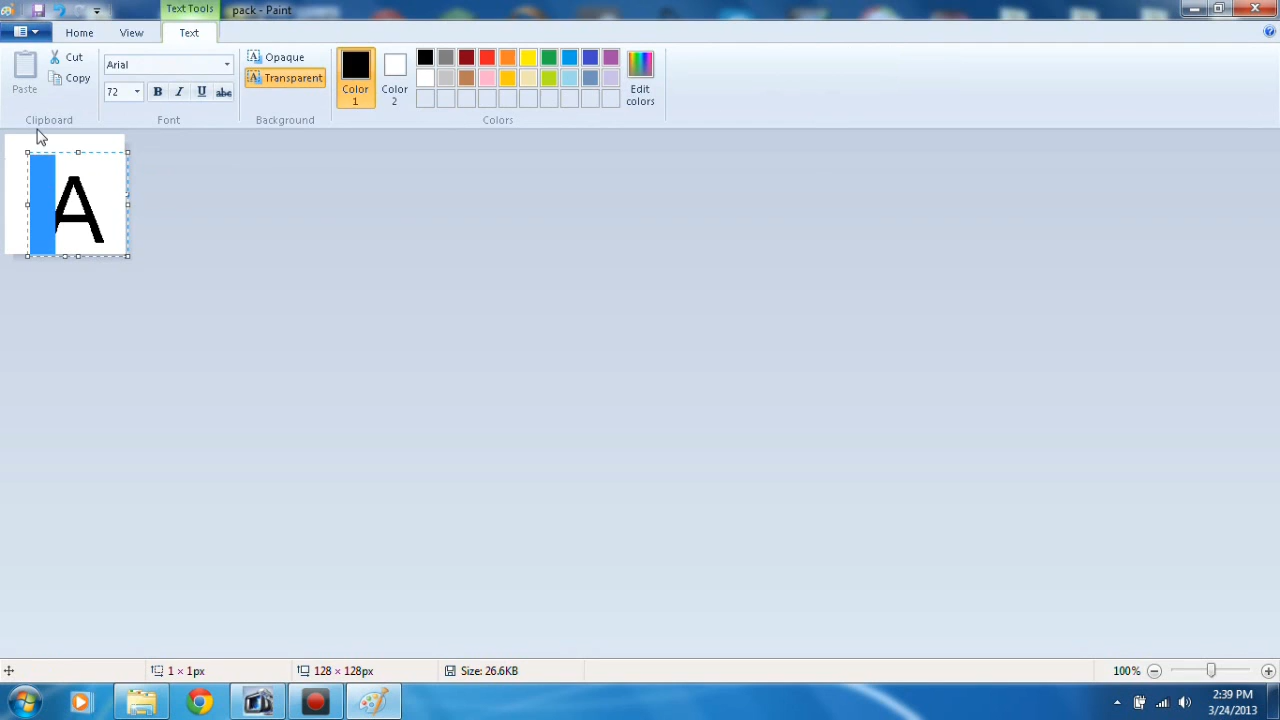 Text Tools
pack - Paint
Home
View
Text
Paste
Cut
Copy
Clipboard
Arial
72
B
I
U
abc
Font
A Opaque
A Transparent
Background
Color 1
Color 2
Edit colors
Colors
A
1 × 1px
128 × 128px
Size: 26.6KB
100%
2:39 PM
3/24/2013